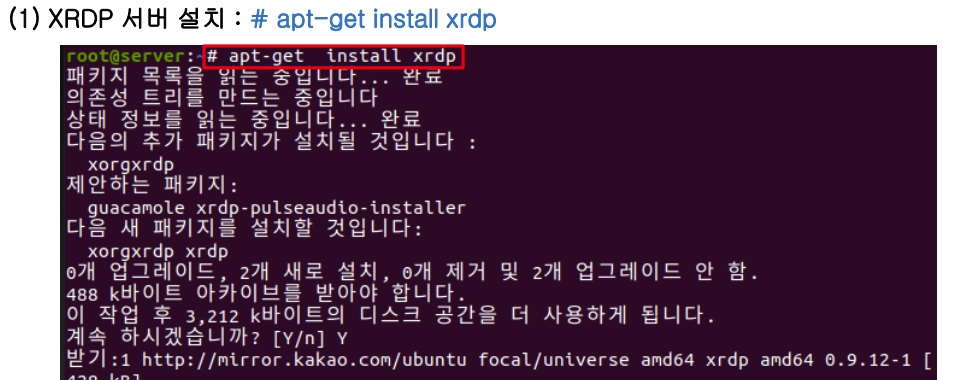 (1) XRDP 서버 설치 : # apt-get install xrdp
root@server:~# apt-get  install xrdp
패키지 목록을 읽는 중입니다... 완료
의존성 트리를 만드는 중입니다
상태 정보를 읽는 중입니다... 완료
다음의 추가 패키지가 설치될 것입니다 :
  xorgxrdp
제안하는 패키지:
  guacamole xrdp-pulseaudio-installer
다음 새 패키지를 설치할 것입니다:
  xorgxrdp xrdp
0개 업그레이드, 2개 새로 설치, 0개 제거 및 2개 업그레이드 안 함.
488 k바이트 아카이브를 받아야 합니다.
이 작업 후 3,212 k바이트의 디스크 공간을 더 사용하게 됩니다.
계속 하시겠습니까? [Y/n] Y
받기:1 http://mirror.kakao.com/ubuntu focal/universe amd64 xrdp amd64 0.9.12-1 [